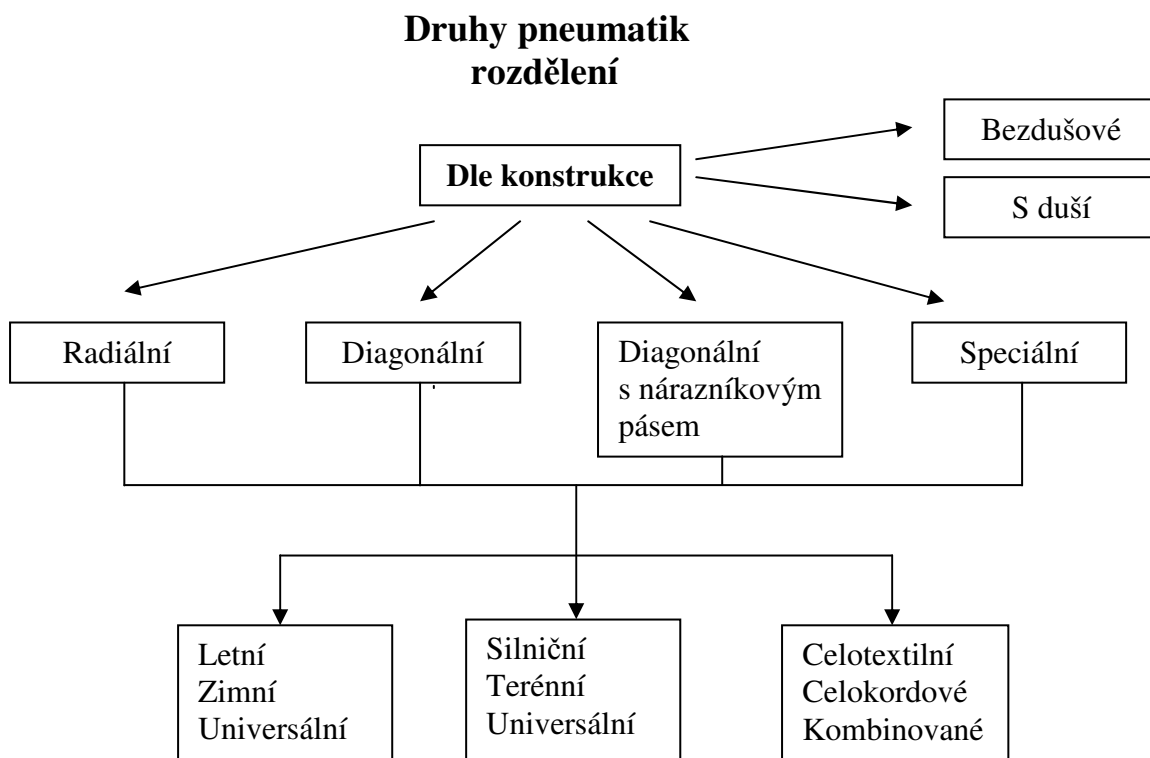 Druhy pneumatik
rozdělení
Bezdušové
Dle konstrukce
S duší
Radiální
Diagonální
Diagonální
s nárazníkovým
pásem
Speciální
Letní
Zimní
Universální
Silniční
Terénní
Universální
Celotextilní
Celokordové
Kombinované